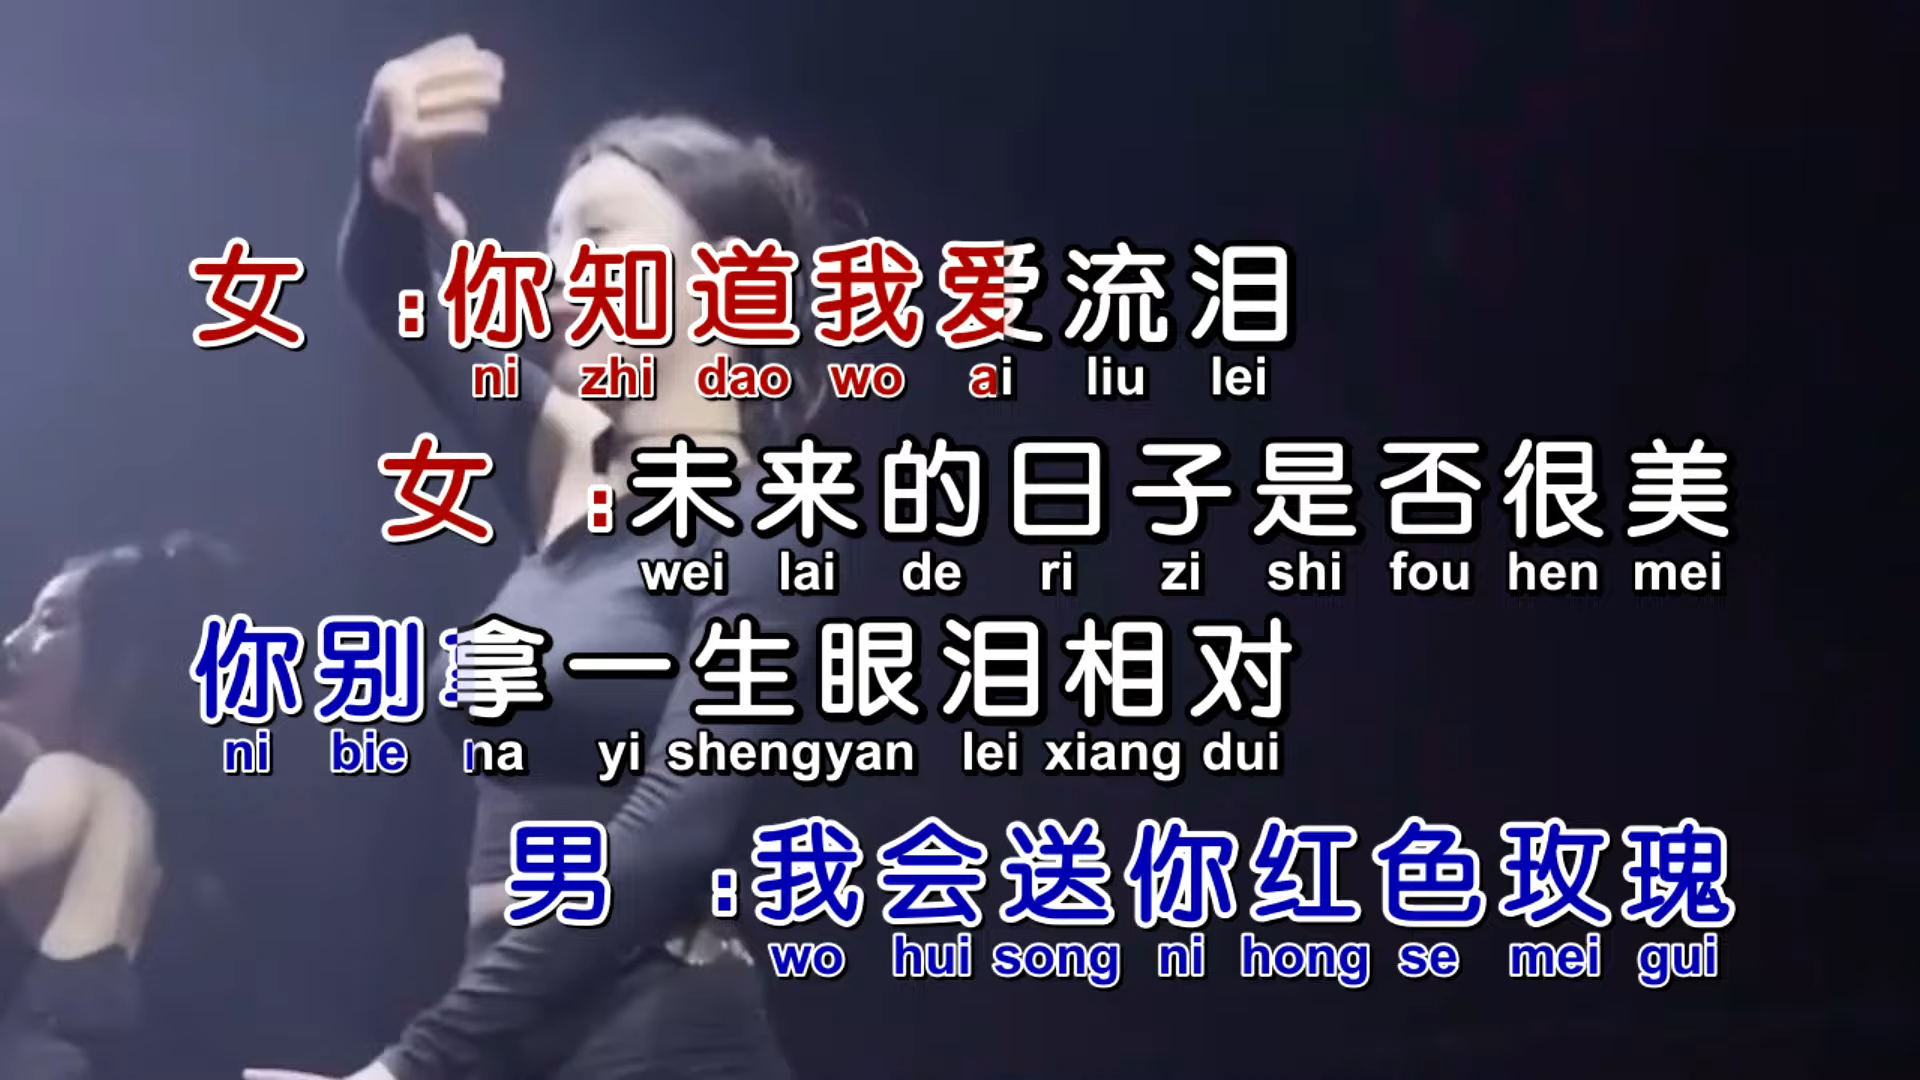 女 :你知道我爱流泪
ni zhi dao wo ai liu lei
女 :未来的日子是否很美
wei lai de ri zi shi fou hen mei
你别拿一生眼泪相对
ni bie na yi shengyan lei xiang dui
男 :我会送你红色玫瑰
wo hui song ni hong se mei gui